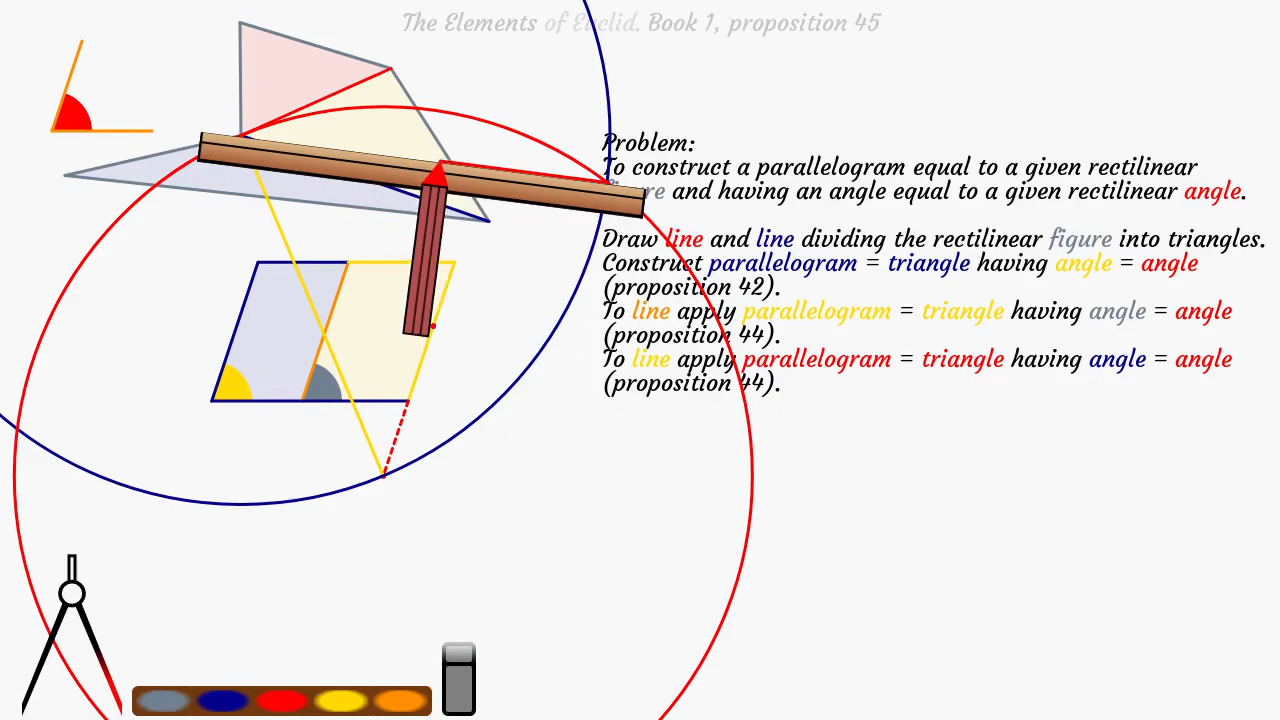 The Elements of Euclid. Book 1, proposition 45
Problem:
To construct a parallelogram equal to a given rectilinear
figure and having an angle equal to a given rectilinear angle.
Draw line and line dividing the rectilinear figure into triangles.
Construct parallelogram = triangle having angle = angle
(proposition 42).
To line apply parallelogram = triangle having angle = angle
(proposition 44).
To line apply parallelogram = triangle having angle = angle
(proposition 44).